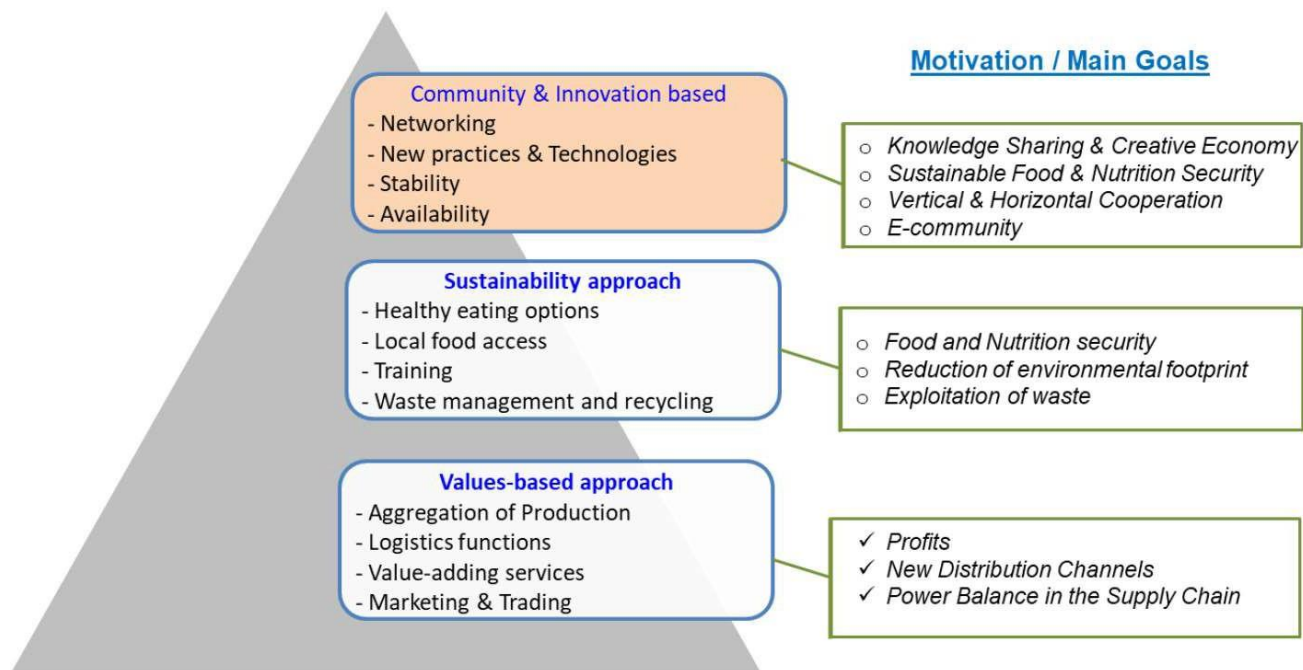 Motivation / Main Goals
Community & Innovation based
- Networking
- New practices & Technologies
- Stability
- Availability
o Knowledge Sharing & Creative Economy
o Sustainable Food & Nutrition Security
o Vertical & Horizontal Cooperation
o E-community
Sustainability approach
- Healthy eating options
- Local food access
- Training
- Waste management and recycling
o Food and Nutrition security
o Reduction of environmental footprint
o Exploitation of waste
Values-based approach
- Aggregation of Production
- Logistics functions
- Value-adding services
- Marketing & Trading
✓ Profits
✓ New Distribution Channels
✓ Power Balance in the Supply Chain